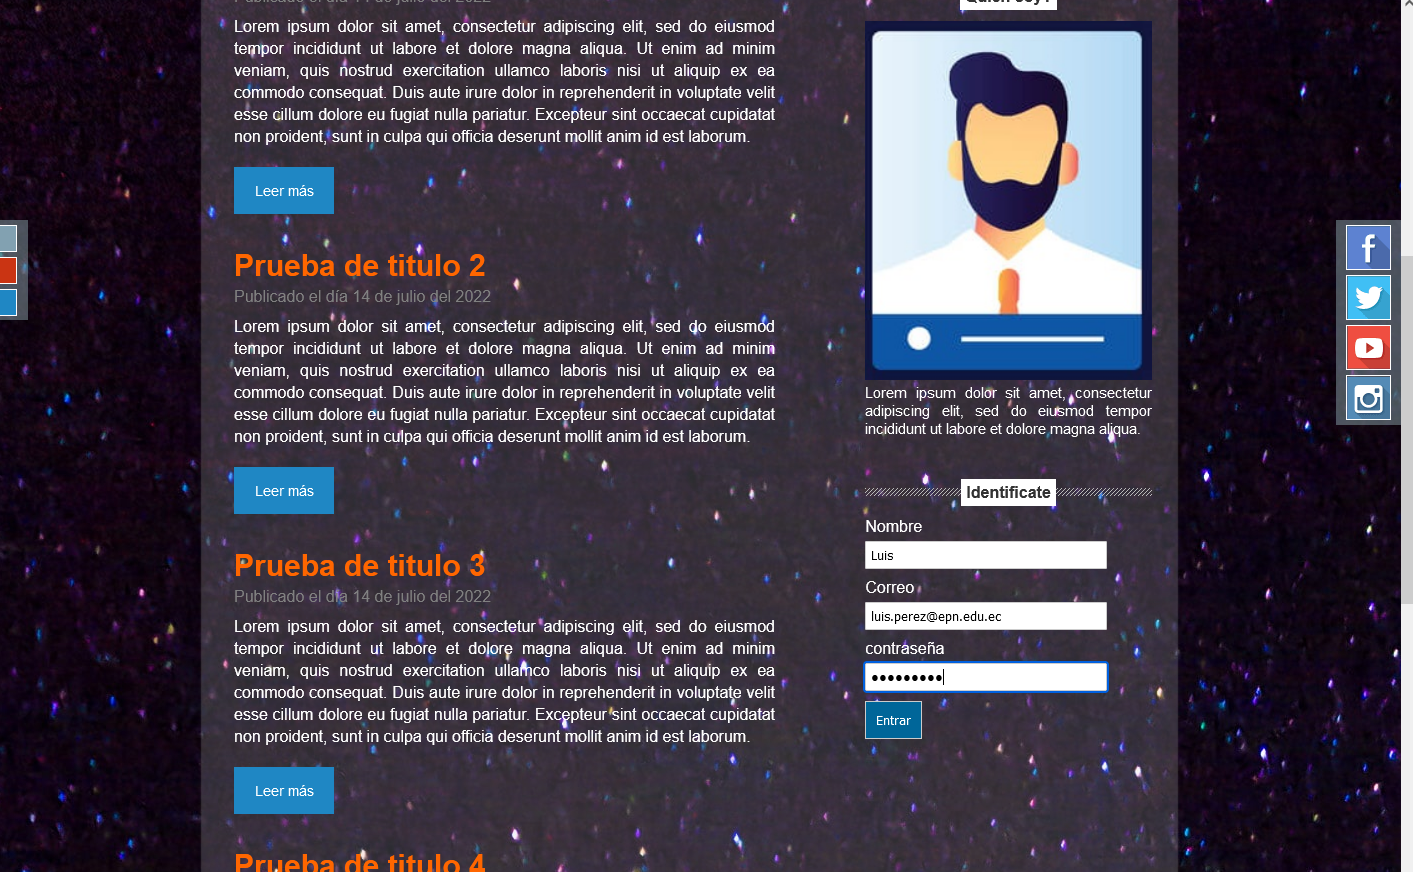 Publicado el día 14 de julio del 2022
Lorem ipsum dolor sit amet, consectetur adipiscing elit, sed do eiusmod
tempor incididunt ut labore et dolore magna aliqua. Ut enim ad minim
veniam, quis nostrud exercitation ullamco laboris nisi ut aliquip ex ea
commodo consequat. Duis aute irure dolor in reprehenderit in voluptate velit
esse cillum dolore eu fugiat nulla pariatur. Excepteur sint occaecat cupidatat
non proident, sunt in culpa qui officia deserunt mollit anim id est laborum.
Leer más
Prueba de titulo 2
Publicado el día 14 de julio del 2022
Lorem ipsum dolor sit amet, consectetur adipiscing elit, sed do eiusmod
tempor incididunt ut labore et dolore magna aliqua. Ut enim ad minim
veniam, quis nostrud exercitation ullamco laboris nisi ut aliquip ex ea
commodo consequat. Duis aute irure dolor in reprehenderit in voluptate velit
esse cillum dolore eu fugiat nulla pariatur. Excepteur sint occaecat cupidatat
non proident, sunt in culpa qui officia deserunt mollit anim id est laborum.
Leer más
Prueba de titulo 3
Publicado el día 14 de julio del 2022
Lorem ipsum dolor sit amet, consectetur adipiscing elit, sed do eiusmod
tempor incididunt ut labore et dolore magna aliqua. Ut enim ad minim
veniam, quis nostrud exercitation ullamco laboris nisi ut aliquip ex ea
commodo consequat. Duis aute irure dolor in reprehenderit in voluptate velit
esse cillum dolore eu fugiat nulla pariatur. Excepteur sint occaecat cupidatat
non proident, sunt in culpa qui officia deserunt mollit anim id est laborum.
Leer más
Prueba de titulo 4
Lorem ipsum dolor sit amet, consectetur
adipiscing elit, sed do eiusmod tempor
incididunt ut labore et dolore magna aliqua.
Identificate
Nombre
Luis
Correo
luis.perez@epn.edu.ec
contraseña
•••••••••
Entrar